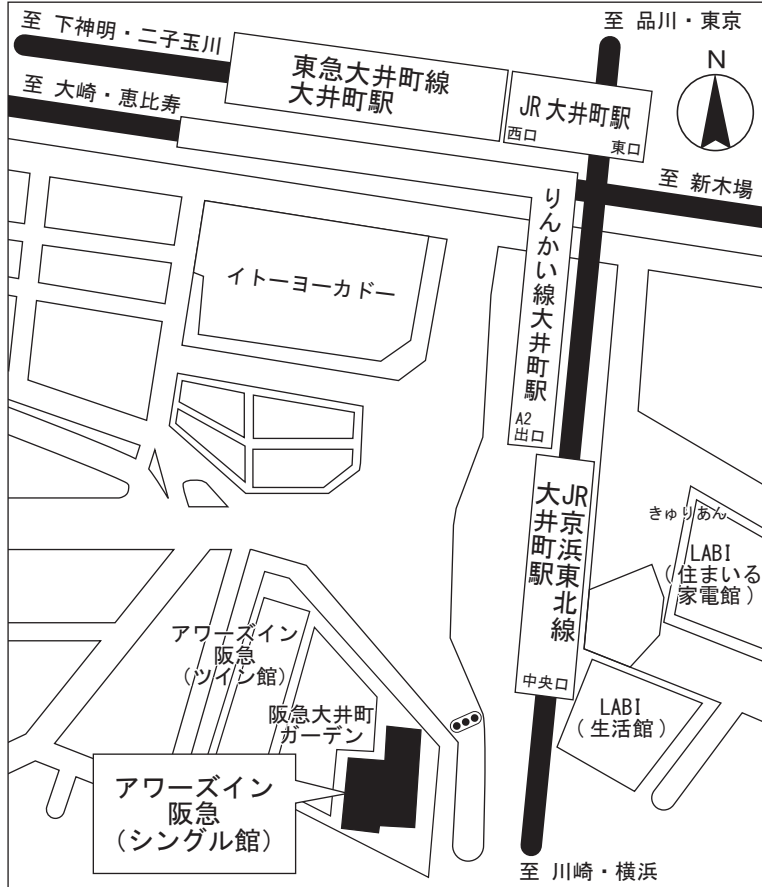 至 下神明・二子玉川
至 品川・東京
東急大井町線
大井町駅
N
JR 大井町駅
西口
東口
至 大崎・恵比寿
至 新木場
りんかい線大井町駅
イトーヨーカドー
A2
出口
JR京浜東北線
大井町駅
きゅりあん
LABI
(住まいる
家電館)
アワーズイン
阪急
(ツイン館)
中央口
LABI
(生活館)
阪急大井町
ガーデン
アワーズイン
阪急
(シングル館)
至 川崎・横浜